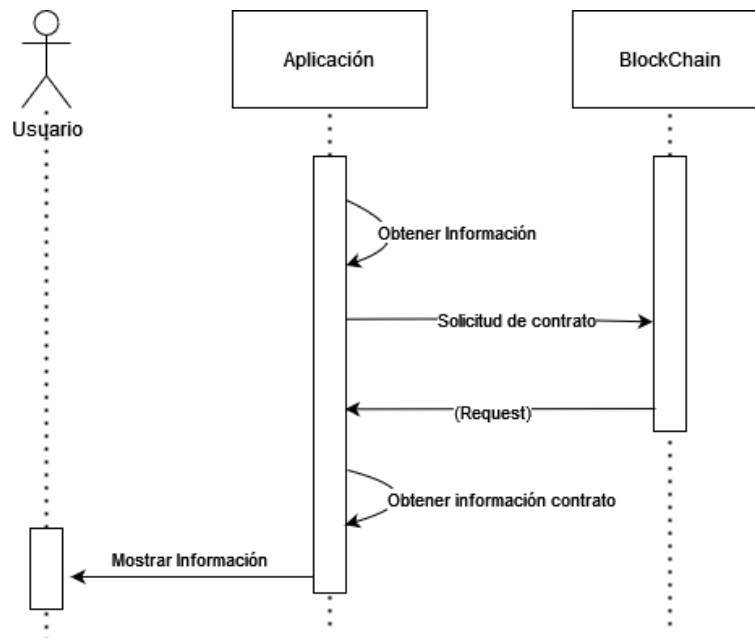 Aplicación
BlockChain
Usuario
Obtener Información
Solicitud de contrato
(Request)
Obtener información contrato
Mostrar Información